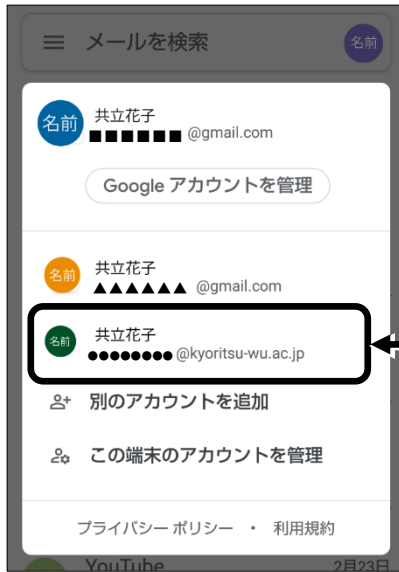 メールを検索
名前
名前
共立花子
■■■■■■ @gmail.com
Google アカウントを管理
名前
共立花子
▲▲▲▲▲▲ @gmail.com
名前
共立花子
●●●●●●●● @kyoritsu-wu.ac.jp
別のアカウントを追加
この端末のアカウントを管理
プライバシー ポリシー ・ 利用規約
YouTube 2月23日